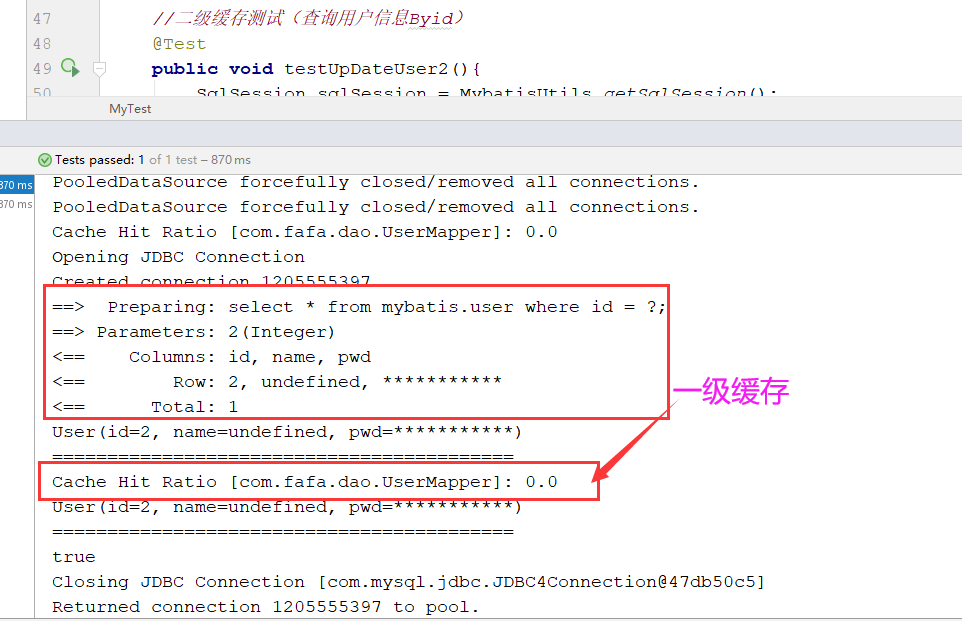 47 //二级缓存测试（查询用户信息Byid）
48 @Test
49 public void testUpDateUser2(){
50 SqlSession sqlSession = MybatisUtils.getSqlSession();
MyTest
Tests passed: 1 of 1 test – 870 ms
870 ms PooledDataSource forcefully closed/removed all connections.
870 ms PooledDataSource forcefully closed/removed all connections.
Cache Hit Ratio [com.fafa.dao.UserMapper]: 0.0
Opening JDBC Connection
Created connection 1205555397.
==>  Preparing: select * from mybatis.user where id = ?;
==> Parameters: 2(Integer)
<==    Columns: id, name, pwd
<==        Row: 2, undefined, ***********
一级缓存
<==      Total: 1
User(id=2, name=undefined, pwd=***********)
==========================================
Cache Hit Ratio [com.fafa.dao.UserMapper]: 0.0
User(id=2, name=undefined, pwd=***********)
==========================================
true
Closing JDBC Connection [com.mysql.jdbc.JDBC4Connection@47db50c5]
Returned connection 1205555397 to pool.